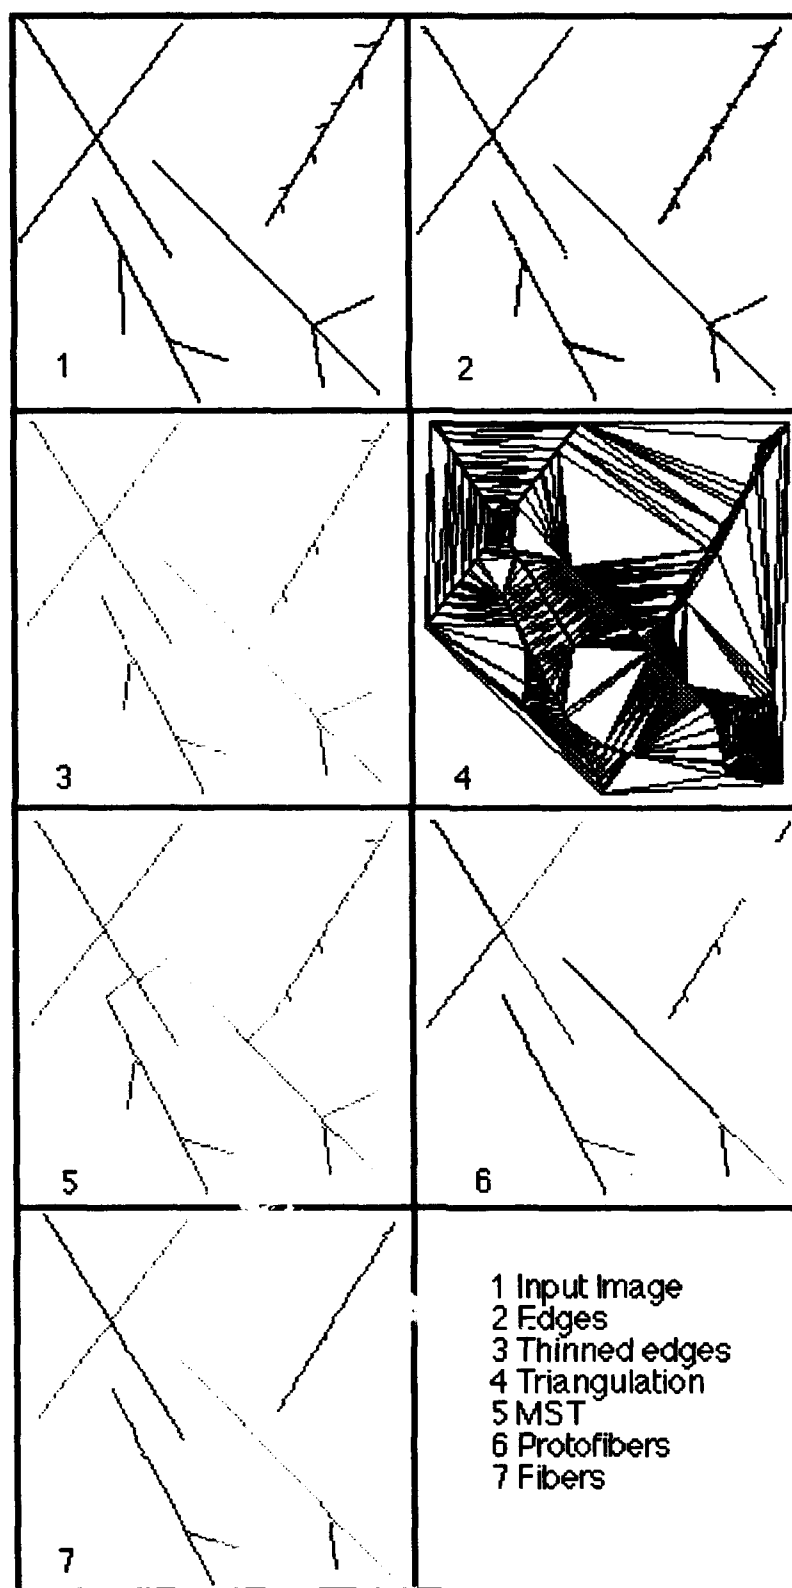 1
2
3
4
5
6
7
1 Input Image
2 Edges
3 Thinned edges
4 Triangulation
5 MST
6 Protofibers
7 Fibers